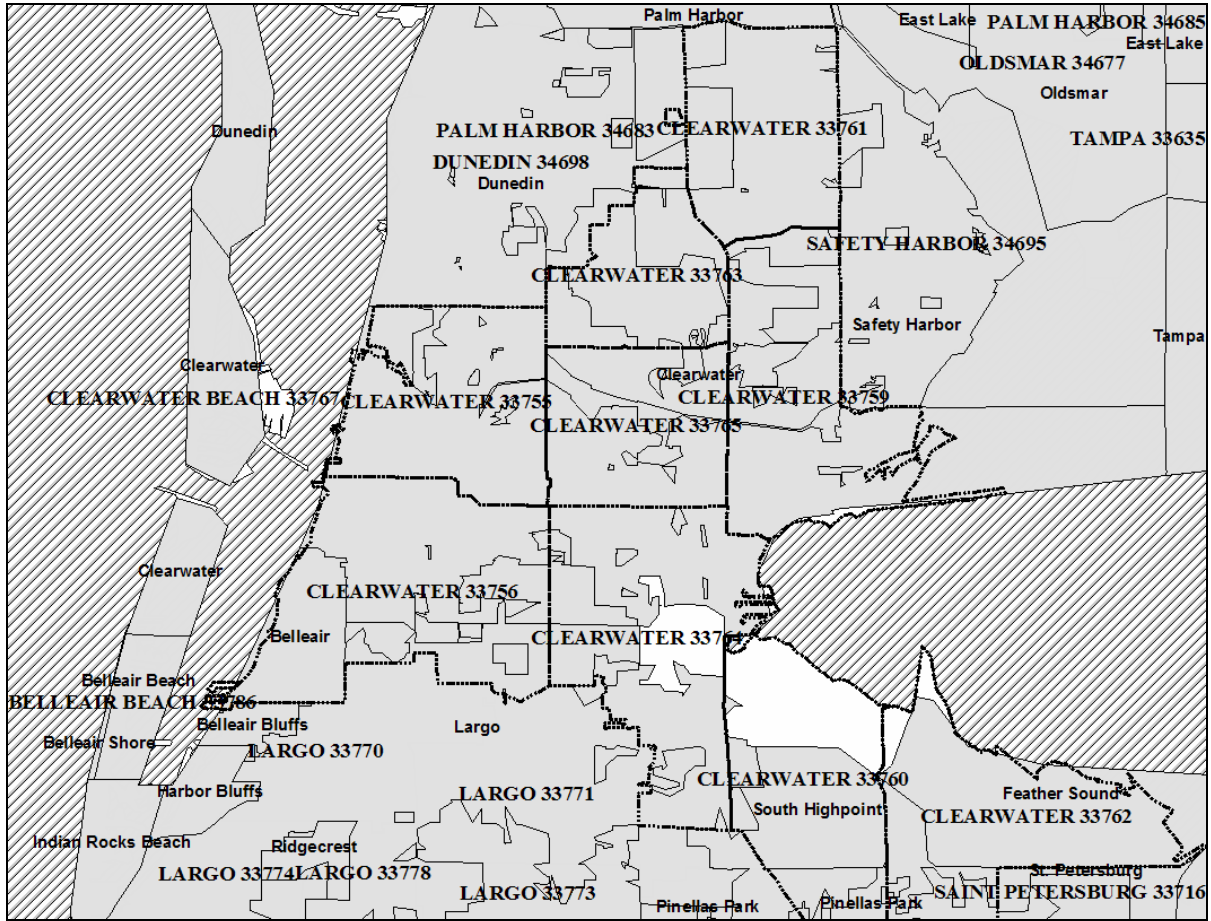 Palm Harbor
East Lake
PALM HARBOR 34685
East Lake
OLDSMAR 34677
Oldsmar
Dunedin
PALM HARBOR 34683
CLEARWATER 33761
TAMPA 33635
DUNEDIN 34698
Dunedin
SAFETY HARBOR 34695
CLEARWATER 33763
Safety Harbor
Tampa
Clearwater
Clearwater
CLEARWATER BEACH 33767
CLEARWATER 33755
CLEARWATER 33759
CLEARWATER 33765
Clearwater
CLEARWATER 33756
Belleair
CLEARWATER 33764
Belleair Beach
BELLEAIR BEACH 33786
Belleair Bluffs
Largo
Belleair Shore
LARGO 33770
CLEARWATER 33760
Harbor Bluffs
LARGO 33771
Feather Sound
South Highpoint
CLEARWATER 33762
Indian Rocks Beach
Ridgecrest
LARGO 33774
LARGO 33778
St. Petersburg
LARGO 33773
SAINT PETERSBURG 33716
Pinellas Park
Pinellas Park